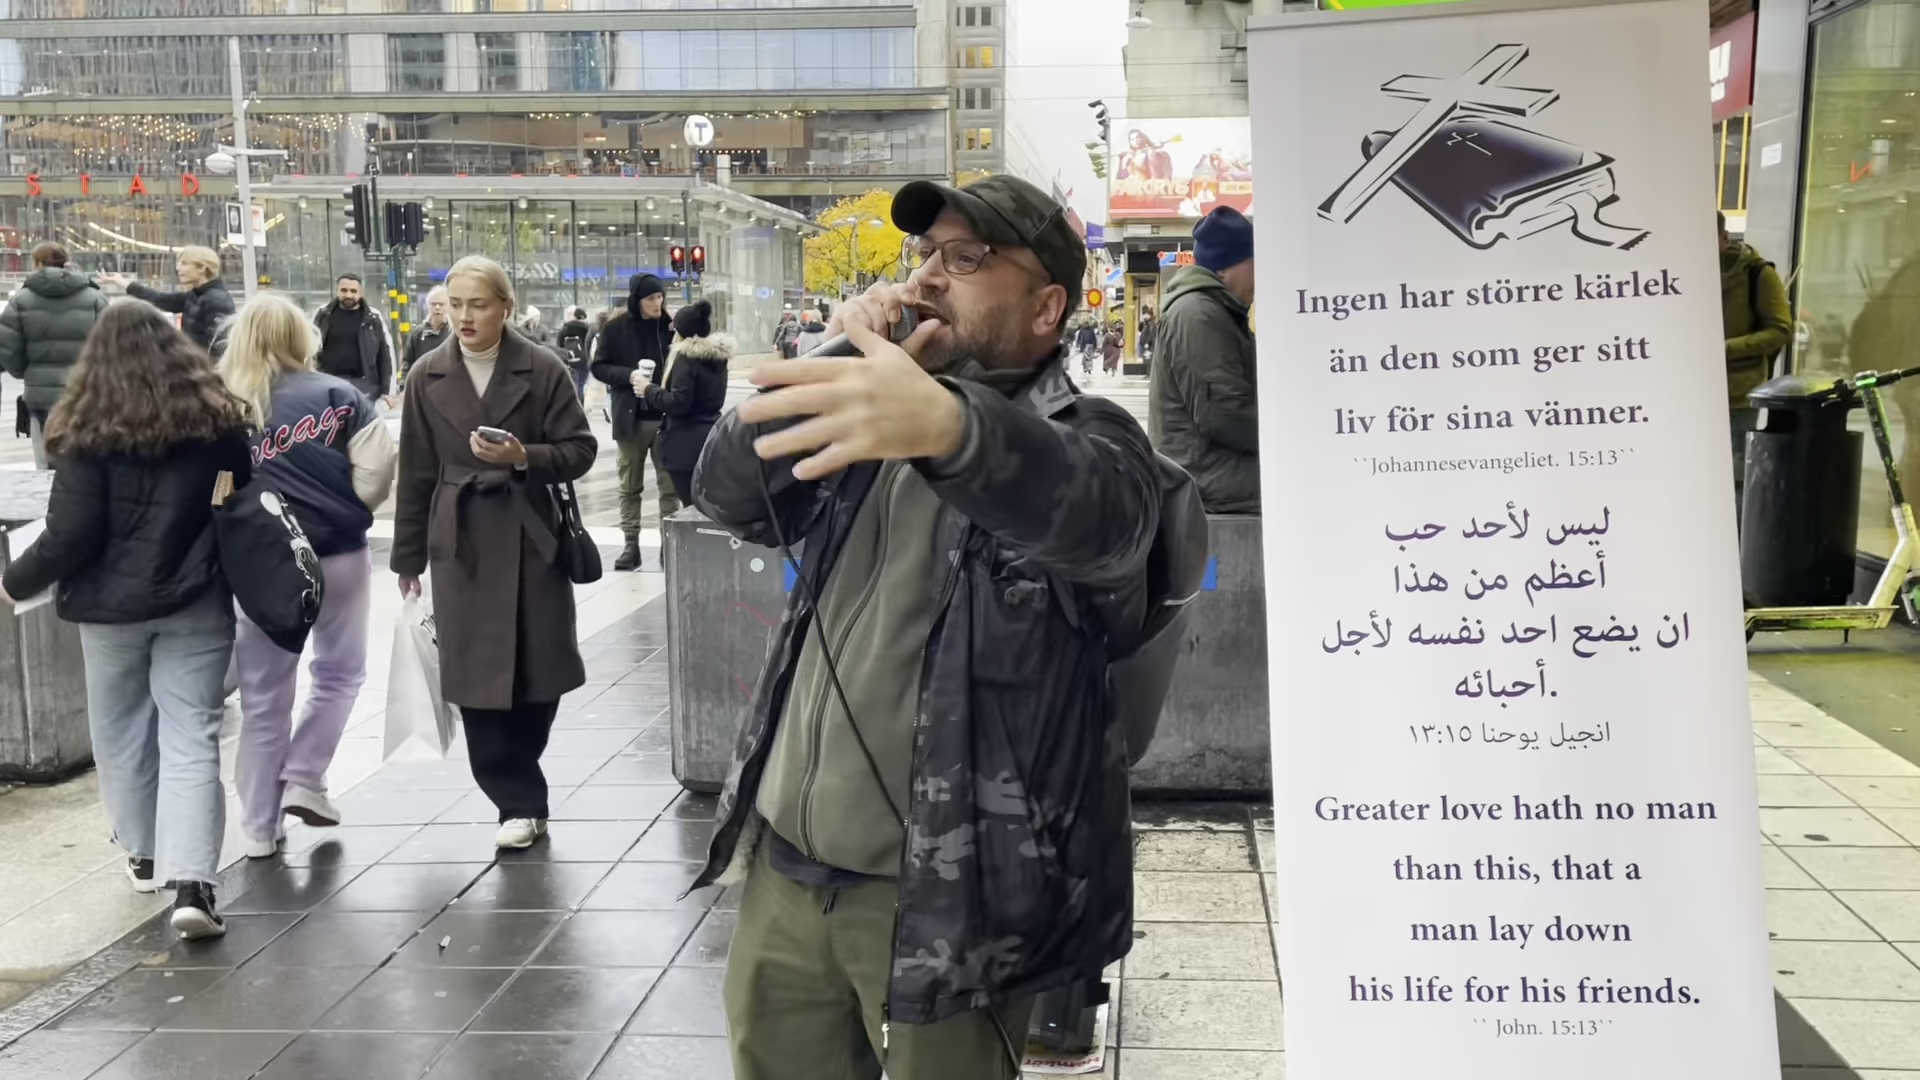 STAD
T
icago
FARCRY6
Ingen har större kärlek
än den som ger sitt
liv för sina vänner.
``Johannesevangeliet. 15:13``
ليس لأحد حب
أعظم من هذا
ان يضع احد نفسه لأجل
أحبائه.
انجيل يوحنا ١٣:١٥
Greater love hath no man
than this, that a
man lay down
his life for his friends.
`` John. 15:13``